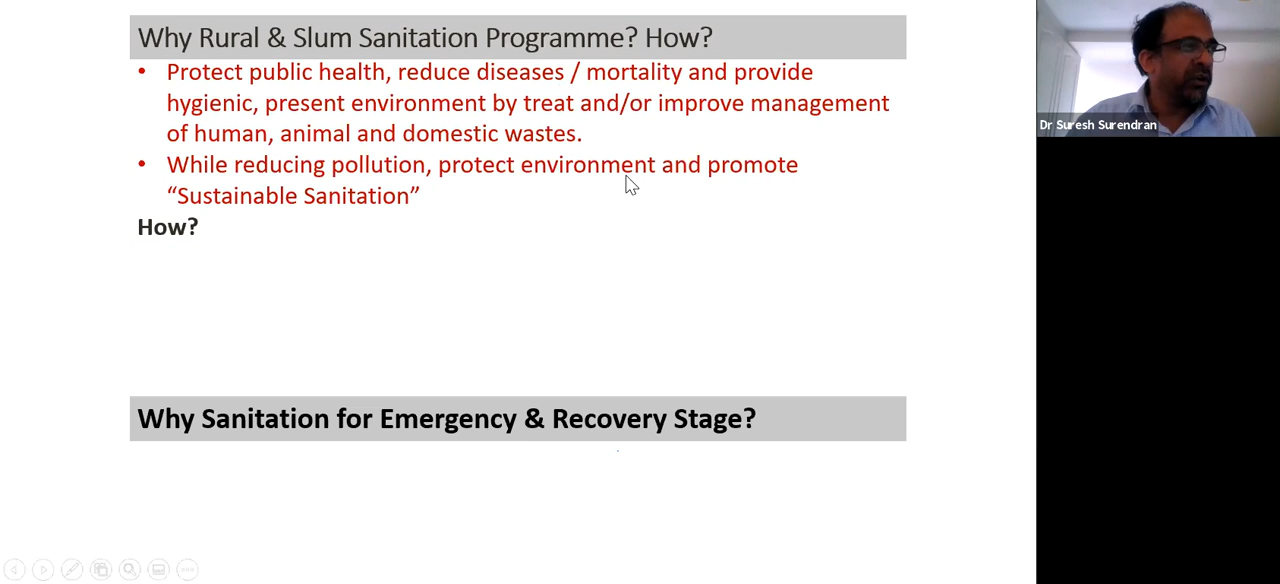 Why Rural & Slum Sanitation Programme? How?
• Protect public health, reduce diseases / mortality and provide
hygienic, present environment by treat and/or improve management
of human, animal and domestic wastes.
• While reducing pollution, protect environment and promote
“Sustainable Sanitation”
How?
Why Sanitation for Emergency & Recovery Stage?
Dr Suresh Surendran